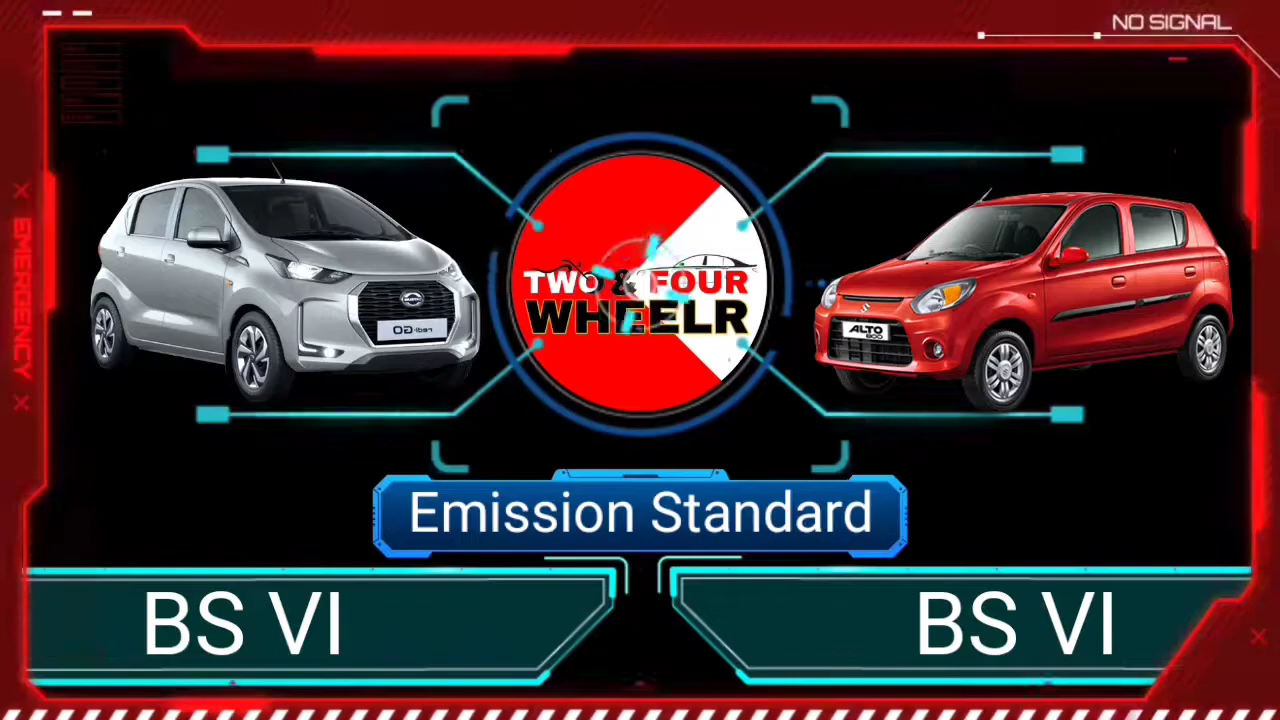 NO SIGNAL
EMERGENCY
TWO & FOUR
WHEELR
redi-GO
ALTO
800
Emission Standard
BS VI
BS VI